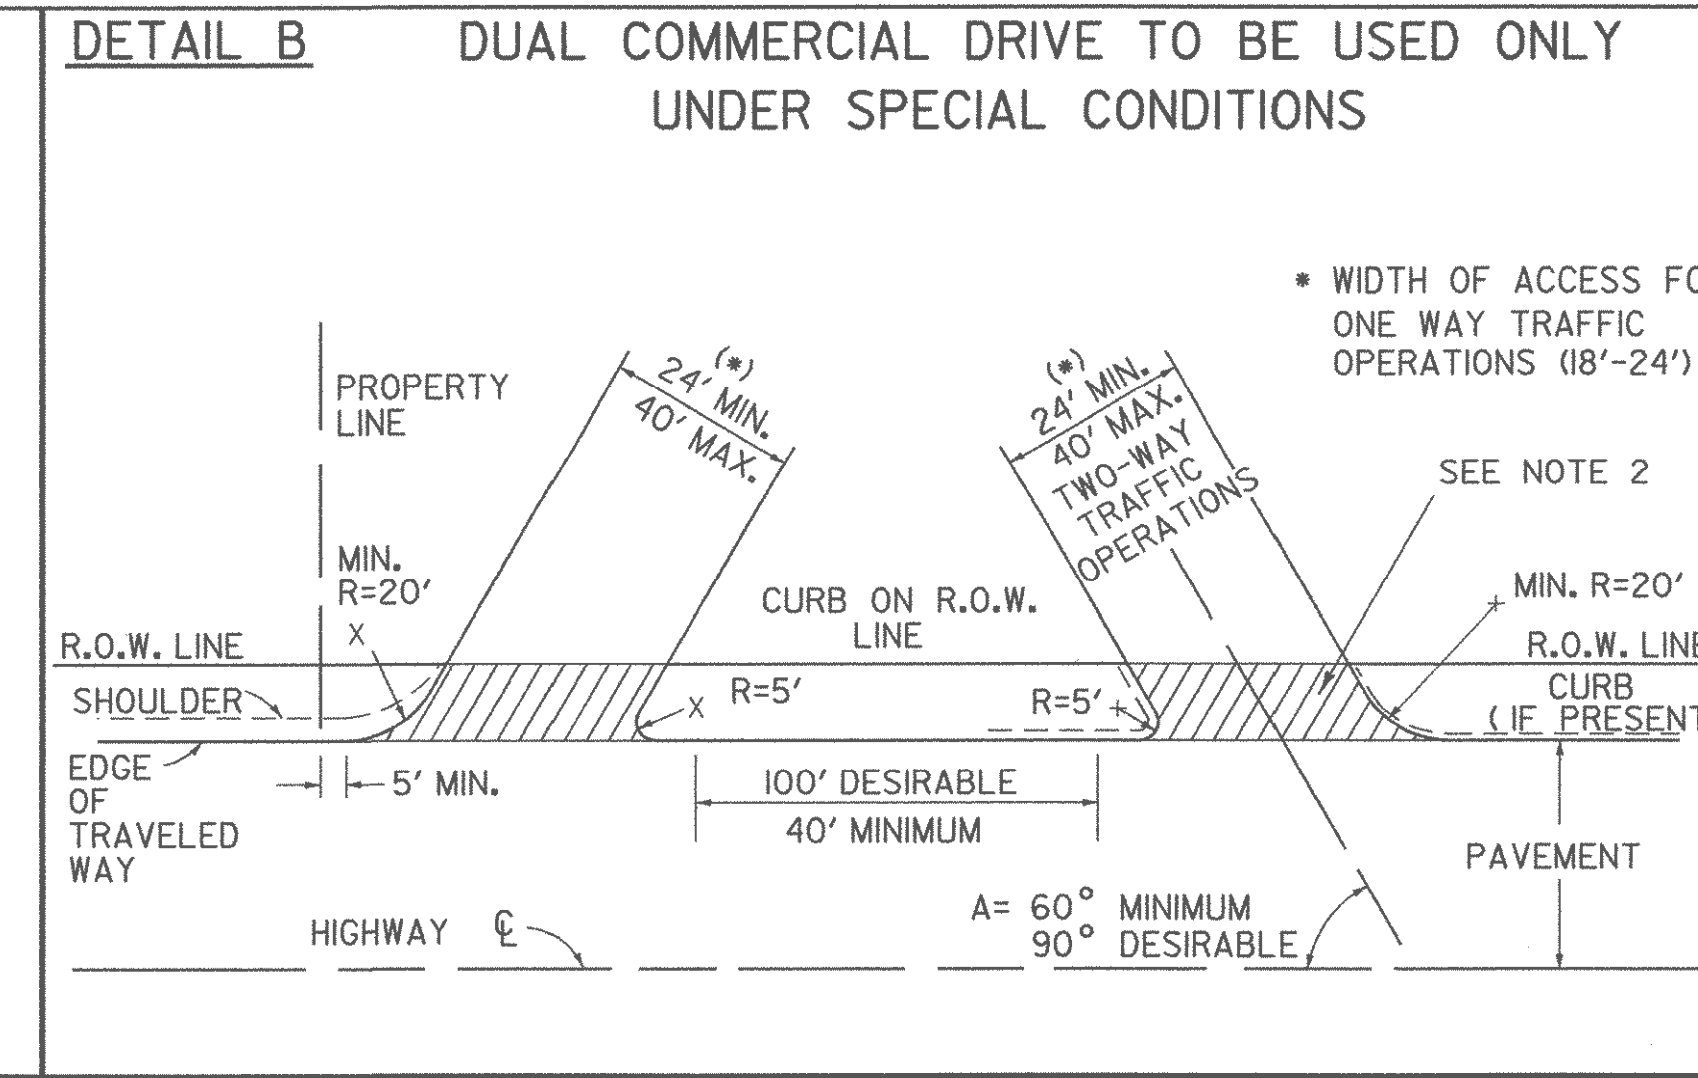 DETAIL B DUAL COMMERCIAL DRIVE TO BE USED ONLY
UNDER SPECIAL CONDITIONS
* WIDTH OF ACCESS
ONE WAY TRAFFIC
OPERATIONS (18'-24')
PROPERTY
LINE
(*)
24' MIN.
40' MAX.
(*)
24' MIN.
40' MAX.
TWO-WAY
TRAFFIC
OPERATIONS
SEE NOTE 2
MIN.
R=20'
CURB ON R.O.W.
LINE
MIN. R=20'
R.O.W. LINE
R.O.W. LINE
SHOULDER
R=5'
R=5'
CURB
(IF PRESENT
EDGE
OF
TRAVELED
WAY
5' MIN.
100' DESIRABLE
40' MINIMUM
PAVEMENT
HIGHWAY ℄
A= 60° MINIMUM
90° DESIRABLE